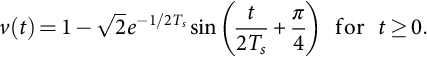 v(t) = 1 − √2 e^{−1/2T_s} sin(t/2T_s + π/4) for t ≥ 0.